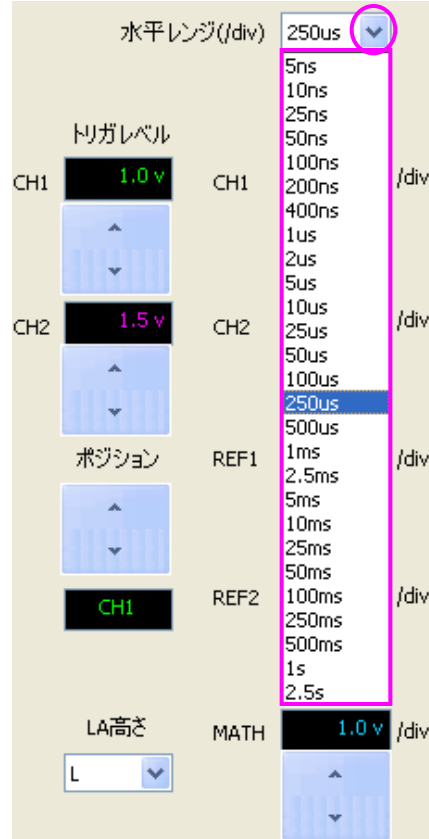 水平レンジ(/div) 250us
5ns
10ns
25ns
50ns
100ns
200ns
400ns
1us
2us
5us
10us
25us
50us
100us
250us
500us
1ms
2.5ms
5ms
10ms
25ms
50ms
100ms
250ms
500ms
1s
2.5s
トリガレベル
CH1 1.0 v CH1 /div
CH2 1.5 v CH2 /div
ポジション REF1 /div
CH1 REF2 /div
LA高さ MATH 1.0 v /div
L